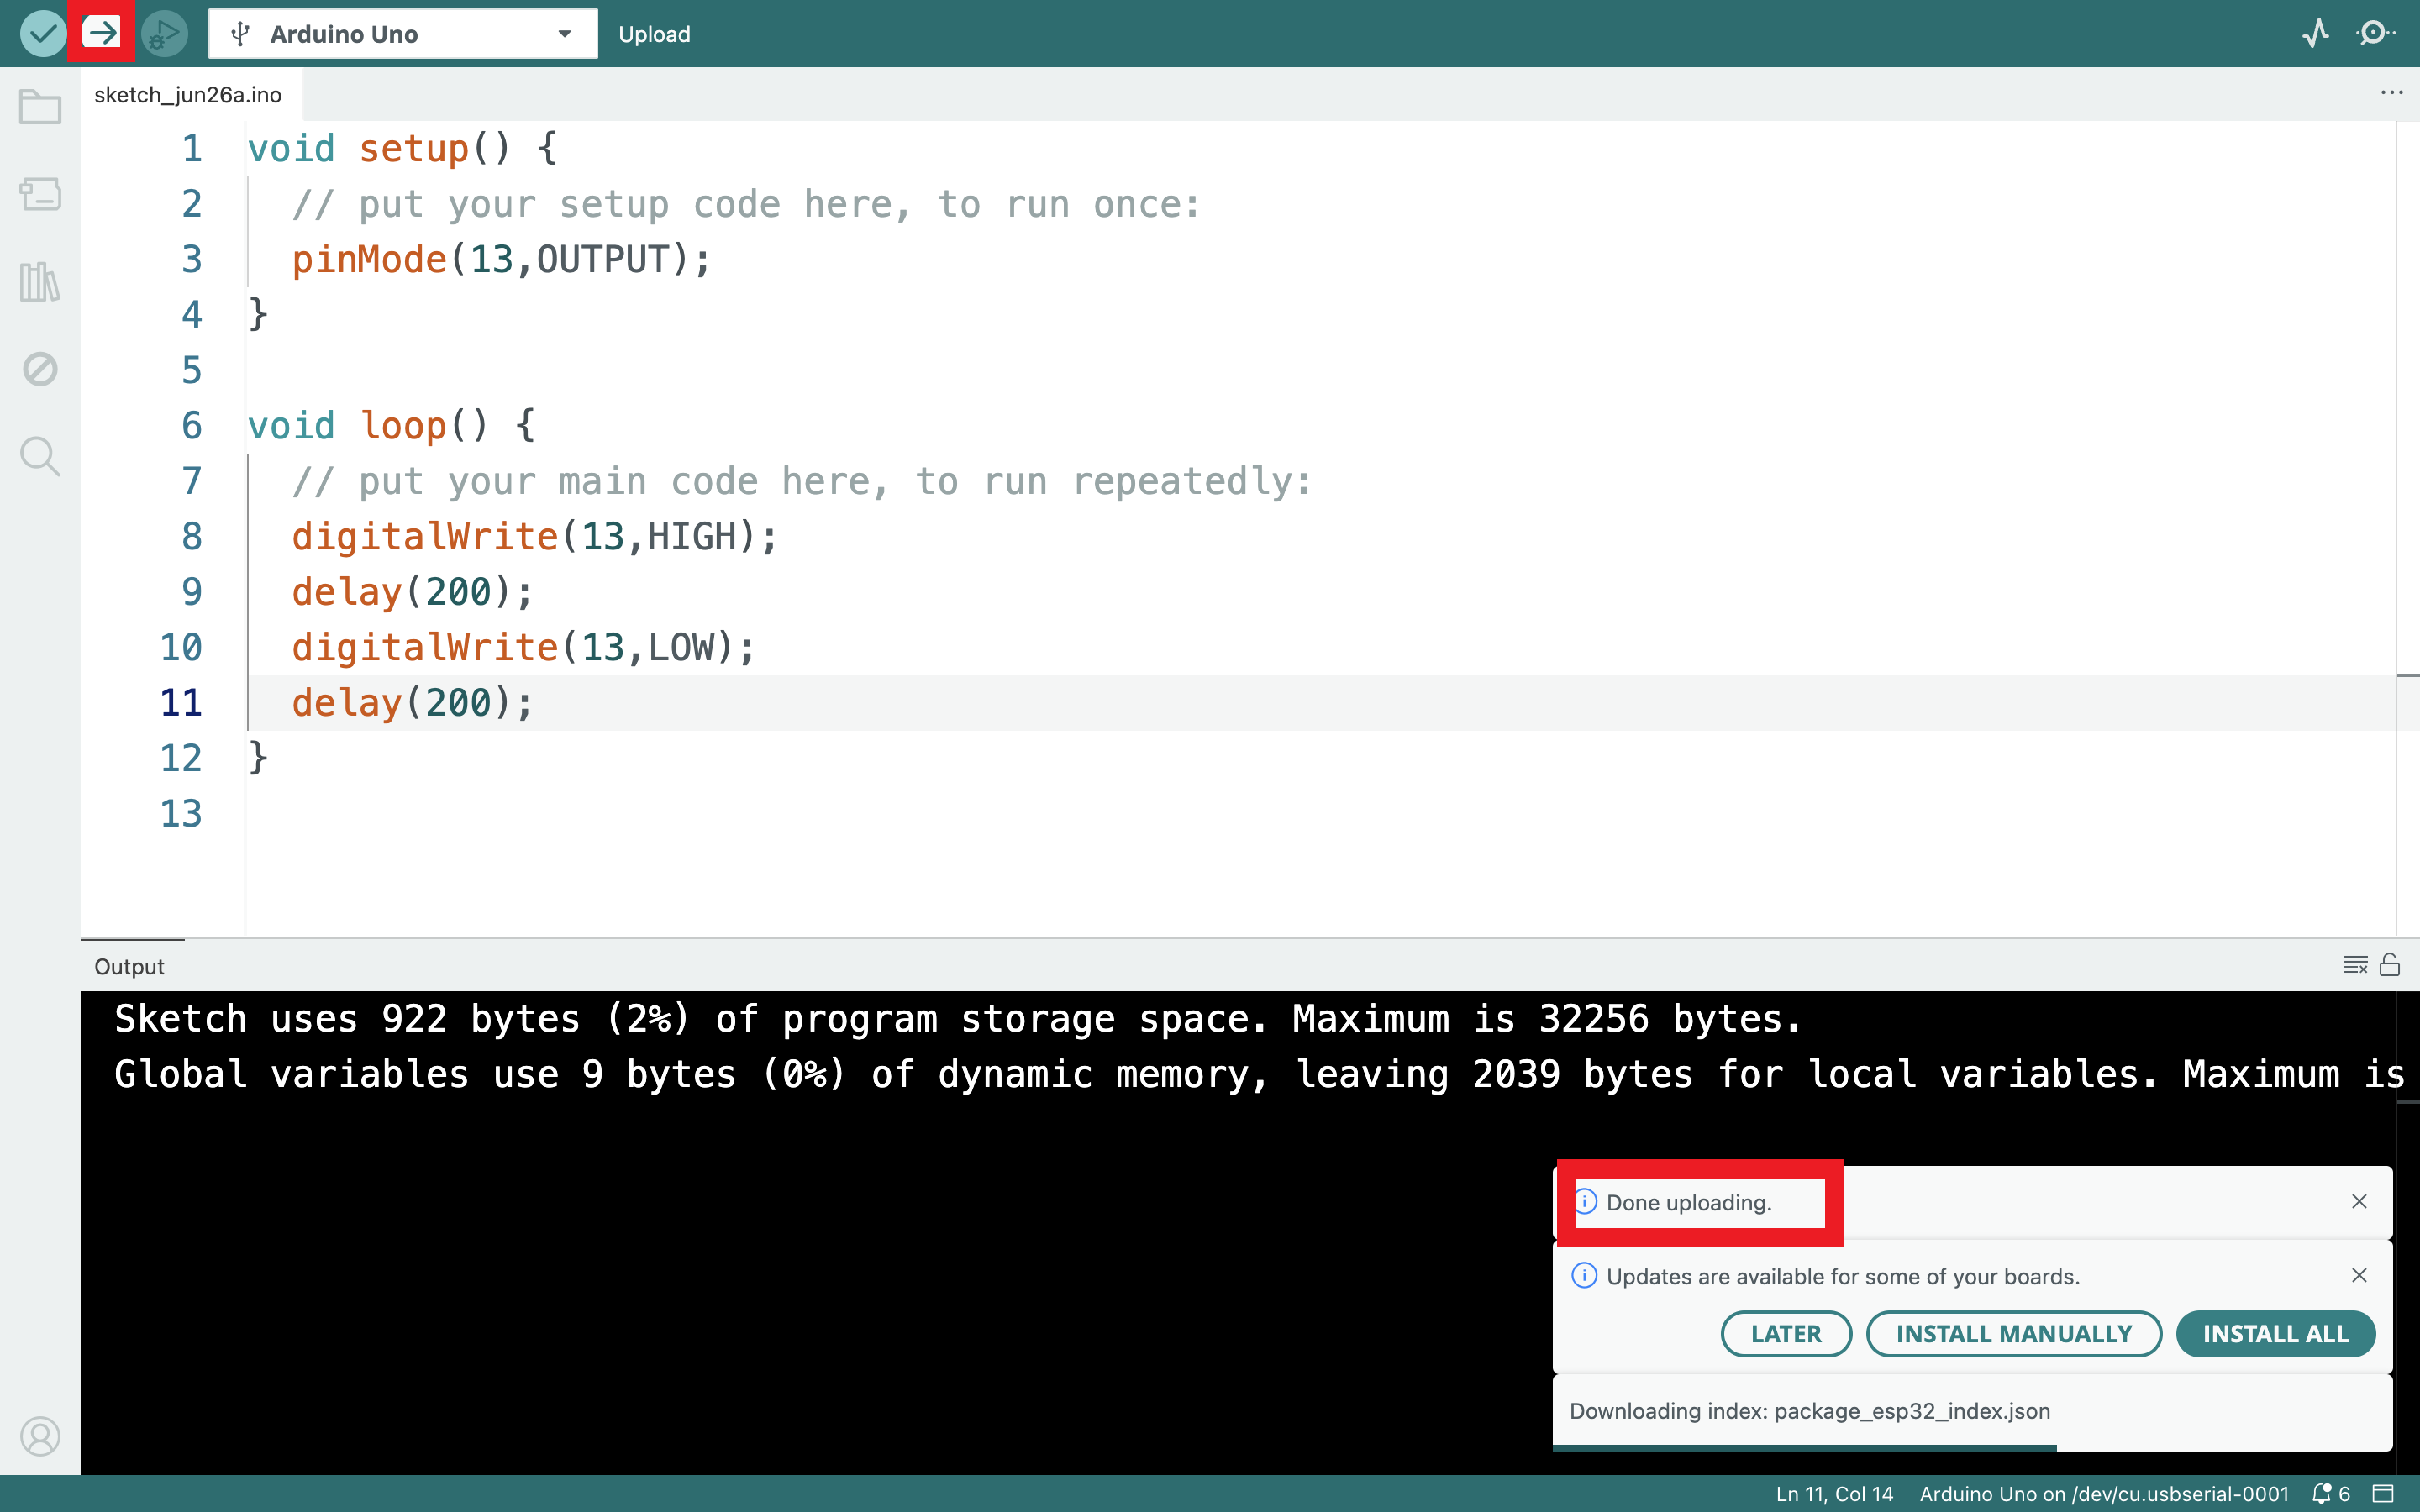 Arduino Uno
Upload
sketch_jun26a.ino
1 void setup() {
2   // put your setup code here, to run once:
3   pinMode(13,OUTPUT);
4 }
5
6 void loop() {
7   // put your main code here, to run repeatedly:
8   digitalWrite(13,HIGH);
9   delay(200);
10   digitalWrite(13,LOW);
11   delay(200);
12 }
13
Output
Sketch uses 922 bytes (2%) of program storage space. Maximum is 32256 bytes.
Global variables use 9 bytes (0%) of dynamic memory, leaving 2039 bytes for local variables. Maximum is
Done uploading.
Updates are available for some of your boards.
LATER
INSTALL MANUALLY
INSTALL ALL
Downloading index: package_esp32_index.json
Ln 11, Col 14 Arduino Uno on /dev/cu.usbserial-0001 6